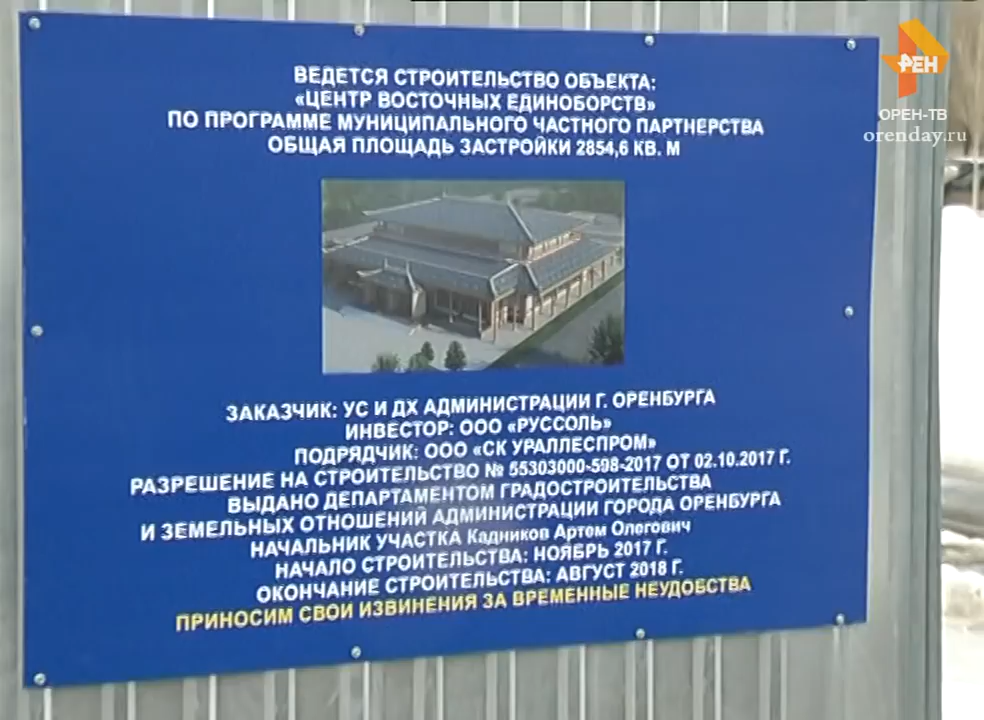 ВЕДЕТСЯ СТРОИТЕЛЬСТВО ОБЪЕКТА:
«ЦЕНТР ВОСТОЧНЫХ ЕДИНОБОРСТВ»
ПО ПРОГРАММЕ МУНИЦИПАЛЬНОГО ЧАСТНОГО ПАРТНЕРСТВА
ОБЩАЯ ПЛОЩАДЬ ЗАСТРОЙКИ 2854,6 КВ. М
РЕН
ОРЕН-ТВ
orenday.ru
ЗАКАЗЧИК: УС И ДХ АДМИНИСТРАЦИИ Г. ОРЕНБУРГА
ИНВЕСТОР: ООО «РУССОЛЬ»
ПОДРЯДЧИК: ООО «СК УРАЛЛЕСПРОМ»
РАЗРЕШЕНИЕ НА СТРОИТЕЛЬСТВО № 55303000-598-2017 ОТ 02.10.2017 Г.
ВЫДАНО ДЕПАРТАМЕНТОМ ГРАДОСТРОИТЕЛЬСТВА
И ЗЕМЕЛЬНЫХ ОТНОШЕНИЙ АДМИНИСТРАЦИИ ГОРОДА ОРЕНБУРГА
НАЧАЛЬНИК УЧАСТКА Кадников Артем Олегович
НАЧАЛО СТРОИТЕЛЬСТВА: НОЯБРЬ 2017 Г.
ОКОНЧАНИЕ СТРОИТЕЛЬСТВА: АВГУСТ 2018 Г.
ПРИНОСИМ СВОИ ИЗВИНЕНИЯ ЗА ВРЕМЕННЫЕ НЕУДОБСТВА